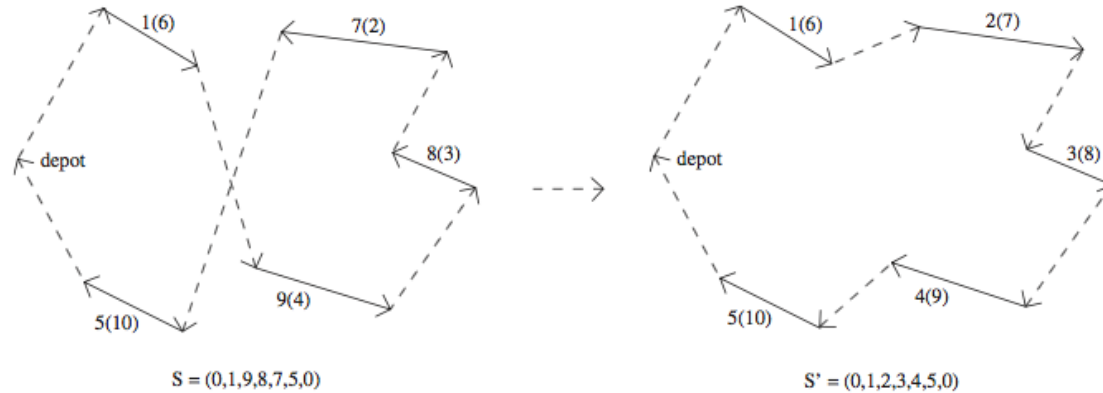 1(6)
7(2)
depot
8(3)
9(4)
5(10)
S = (0,1,9,8,7,5,0)
1(6)
2(7)
depot
3(8)
4(9)
5(10)
S' = (0,1,2,3,4,5,0)